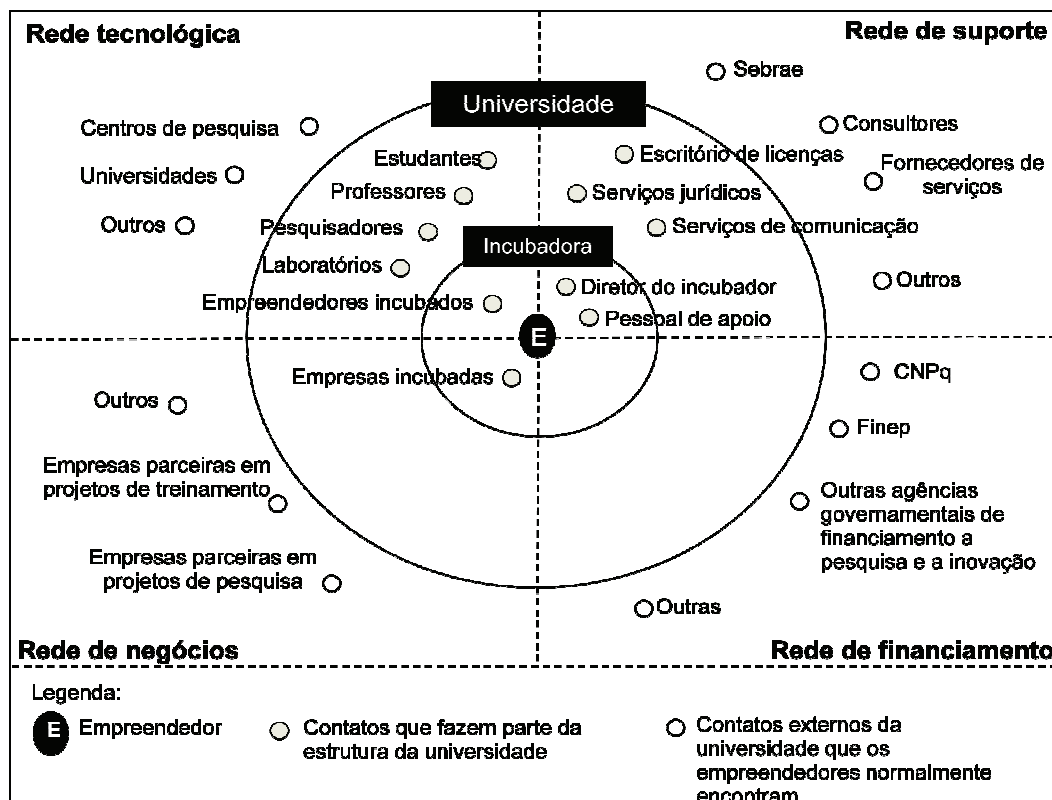 Rede tecnológica
Rede de suporte
Sebrae
Universidade
Centros de pesquisa
Consultores
Estudantes
Escritório de licenças
Fornecedores de
serviços
Universidades
Professores
Serviços jurídicos
Outros
Pesquisadores
Serviços de comunicação
Incubadora
Laboratórios
Diretor do incubador
Outros
Empreendedores incubados
Pessoal de apoio
E
Empresas incubadas
CNPq
Outros
Finep
Empresas parceiras em
projetos de treinamento
Outras agências
governamentais de
financiamento a
pesquisa e a inovação
Empresas parceiras em
projetos de pesquisa
Outras
Rede de negócios
Rede de financiamento
Legenda:
E
Empreendedor
Contatos que fazem parte da
estrutura da universidade
Contatos externos da
universidade que os
empreendedores normalmente
encontram